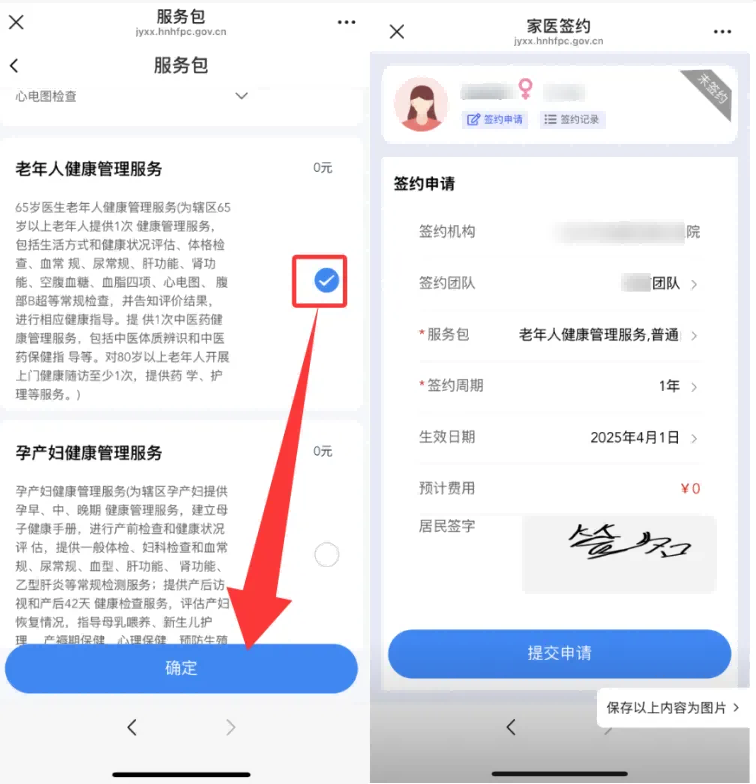 服务包
jyxx.hnhfpc.gov.cn
服务包
心电图检查
老年人健康管理服务
0元
65岁医生老年人健康管理服务(为辖区65
岁以上老年人提供1次 健康管理服务,
包括生活方式和健康状况评估、体格检
查、血常 规、尿常规、肝功能、肾功
能、空腹血糖、血脂四项、心电图、 腹
部B超等常规检查，并告知评价结果，
进行相应健康指导。提 供1次中医药健
康管理服务，包括中医体质辨识和中医
药保健指 导等。对80岁以上老年人开展
上门健康随访至少1次，提供药 学、护
理等服务。)
孕产妇健康管理服务
0元
孕产妇健康管理服务(为辖区孕产妇提供
孕早、中、晚期 健康管理服务，建立母
子健康手册，进行产前检查和健康状况
评 估，提供一般体检、妇科检查和血常
规、尿常规、血型、肝功能、 肾功能、
乙型肝炎等常规检测服务；提供产后访
视和产后42天 健康检查服务，评估产妇
恢复情况，指导母乳喂养、新生儿护
理、 产褥期保健、心理保健、预防生殖
确定
家医签约
jyxx.hnhfpc.gov.cn
未签约
签约申请
签约记录
签约申请
签约机构
院
签约团队
团队
*服务包
老年人健康管理服务,普通
*签约周期
1年
生效日期
2025年4月1日
预计费用
￥0
居民签字
签知
提交申请
保存以上内容为图片